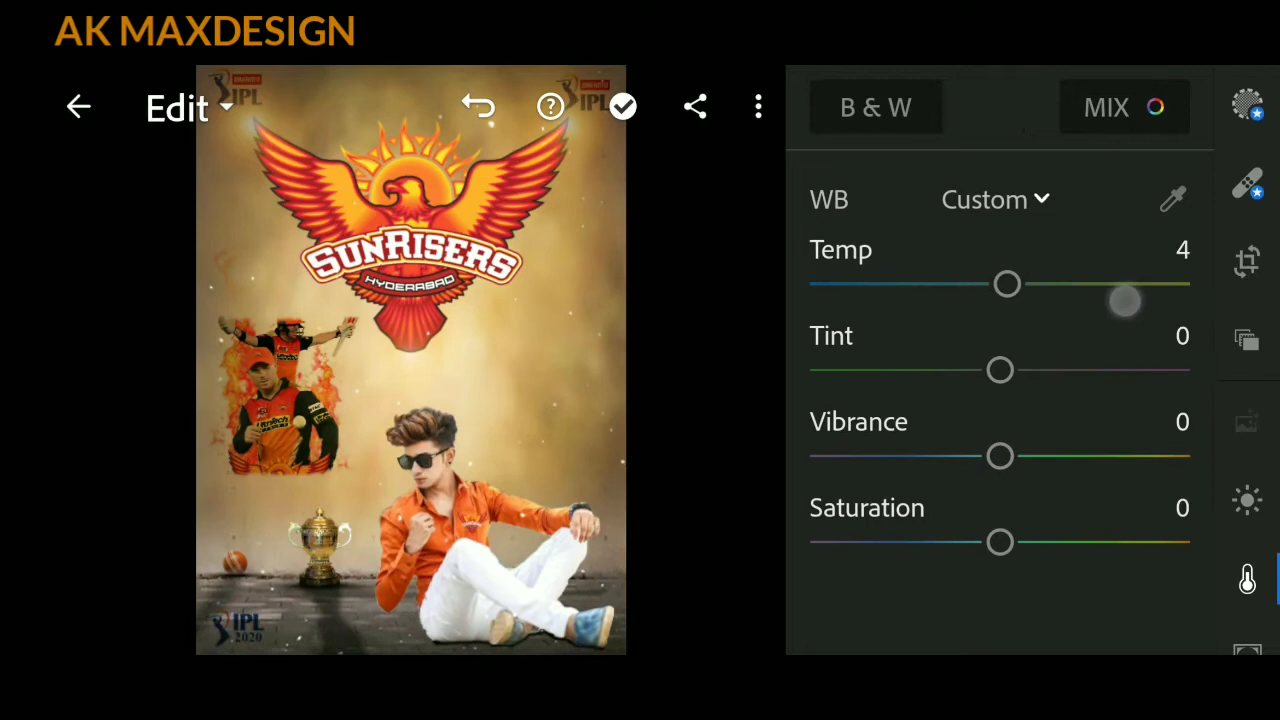 AK MAXDESIGN
IPL
IPL
Edit
B & W
MIX
WB
Custom
Temp
4
SUNRISERS
HYDERABAD
Tint
0
Vibrance
0
Saturation
0
IPL
2020